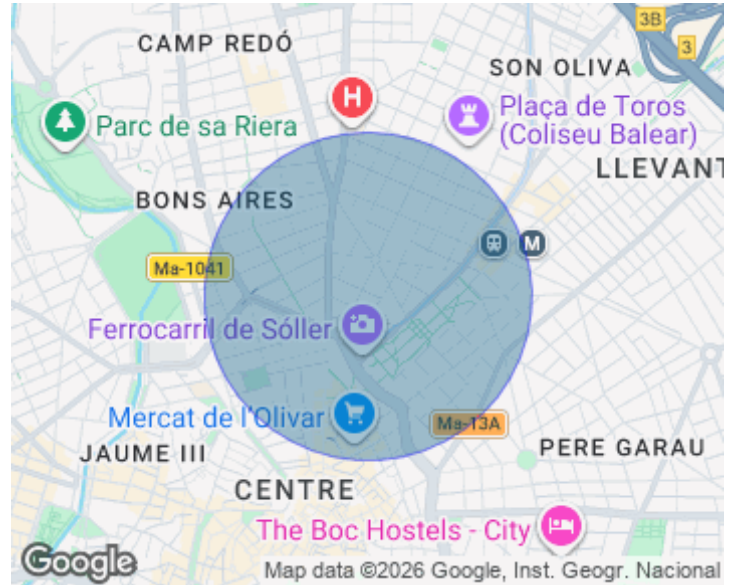 3B
CAMP REDÓ
3
SON OLIVA
H
Plaça de Toros
(Coliseu Balear)
Parc de sa Riera
LLEVANT
BONS AIRES
M
Ma-1041
Ferrocarril de Sóller
Mercat de l'Olivar
Ma-13A
JAUME III
PERE GARAU
CENTRE
The Boc Hostels - City
Google
Map data ©2026 Google, Inst. Geogr. Nacional